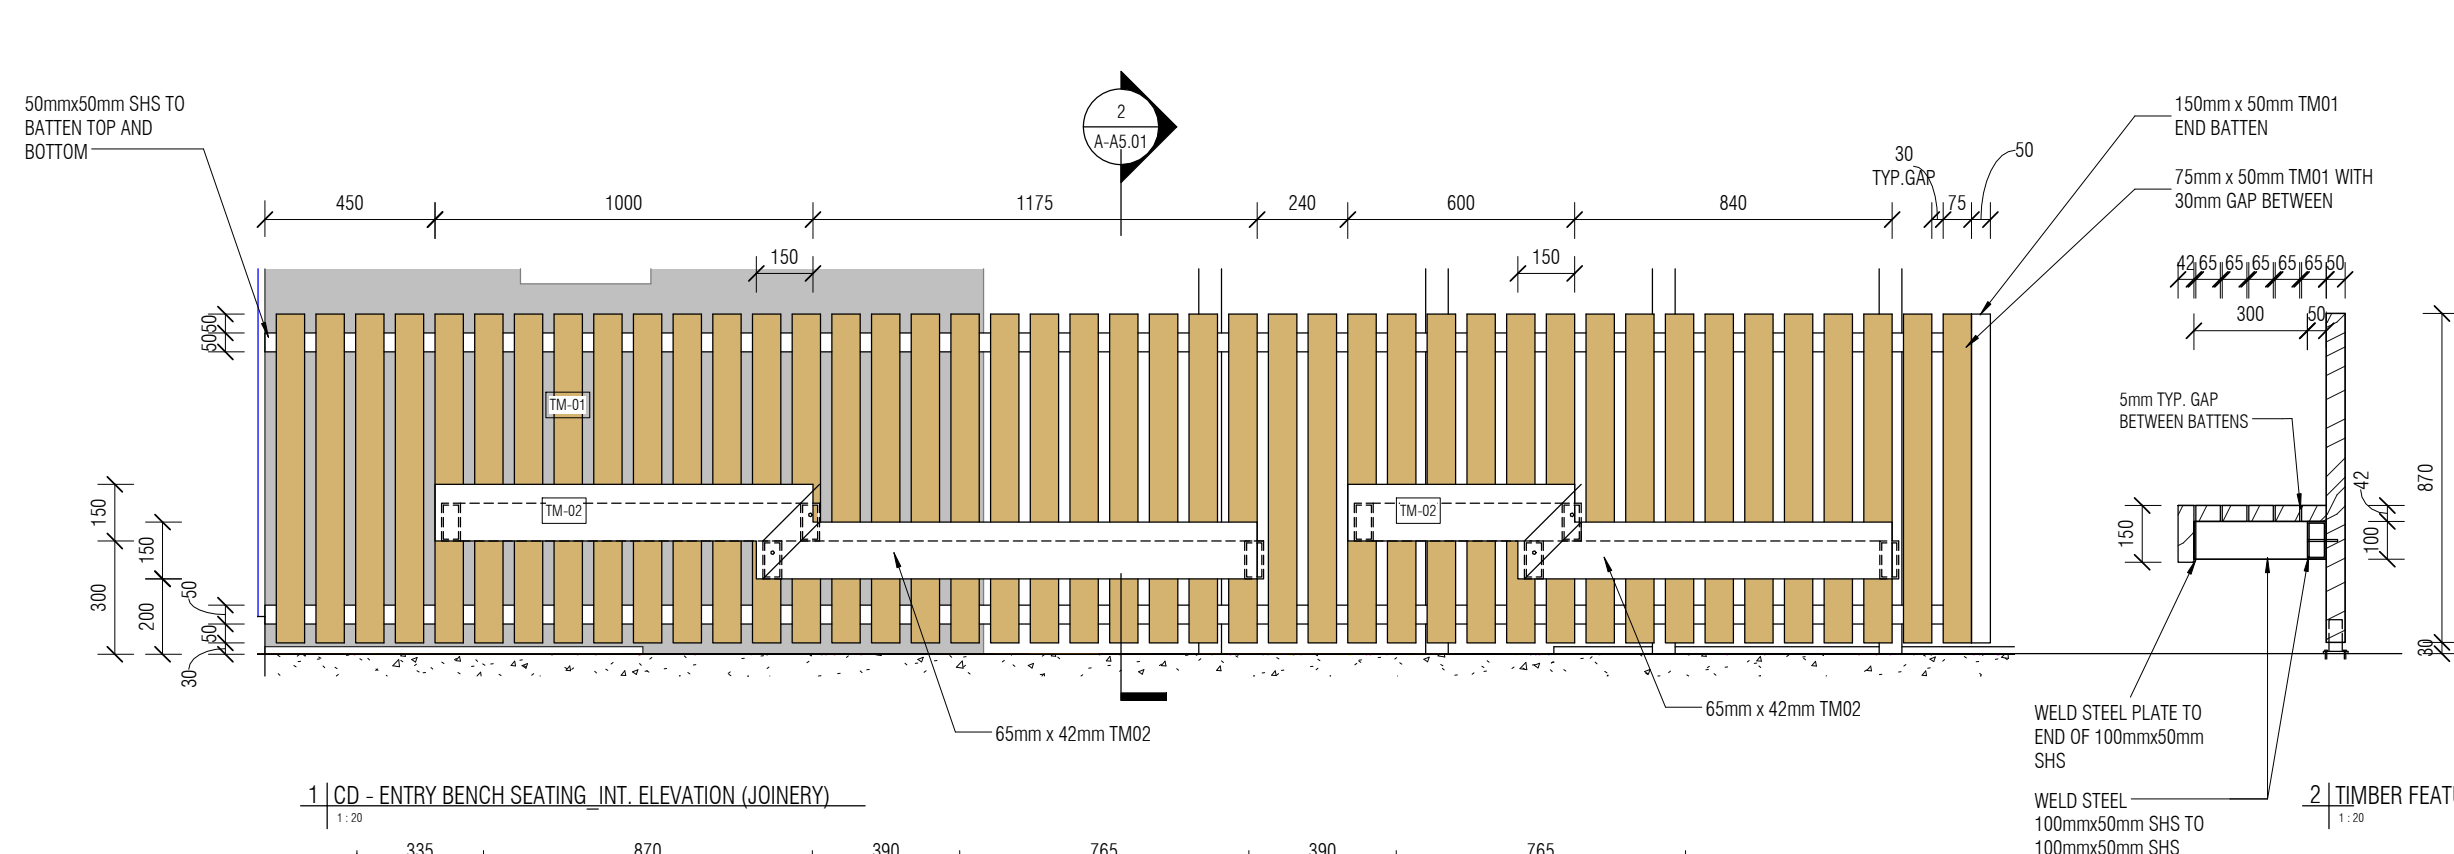 50mmx50mm SHS TO
BATTEN TOP AND
BOTTOM
2
A-A5.01
150mm x 50mm TM01
END BATTEN
75mm x 50mm TM01 WITH
30mm GAP BETWEEN
30
TYP.GAP
50
450
1000
1175
240
600
840
75
150
150
42
65
65
65
65
65
50
300
50
50
50
TM-01
5mm TYP. GAP
BETWEEN BATTENS
42
870
150
100
150
150
300
200
50
50
30
TM-02
TM-02
30
65mm x 42mm TM02
65mm x 42mm TM02
WELD STEEL PLATE TO
END OF 100mmx50mm
SHS
WELD STEEL
100mmx50mm SHS TO
100mmx50mm SHS
1
CD - ENTRY BENCH SEATING_INT. ELEVATION (JOINERY)
1 : 20
2
TIMBER FEAT
1 : 20
335
870
390
765
390
765